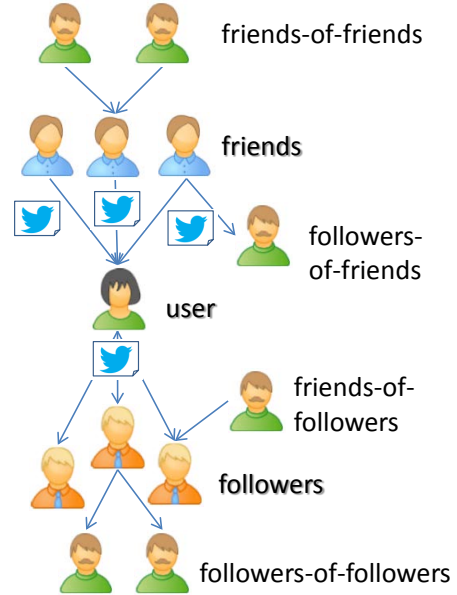 friends-of-friends
friends
followers-
of-friends
user
friends-of-
followers
followers
followers-of-followers